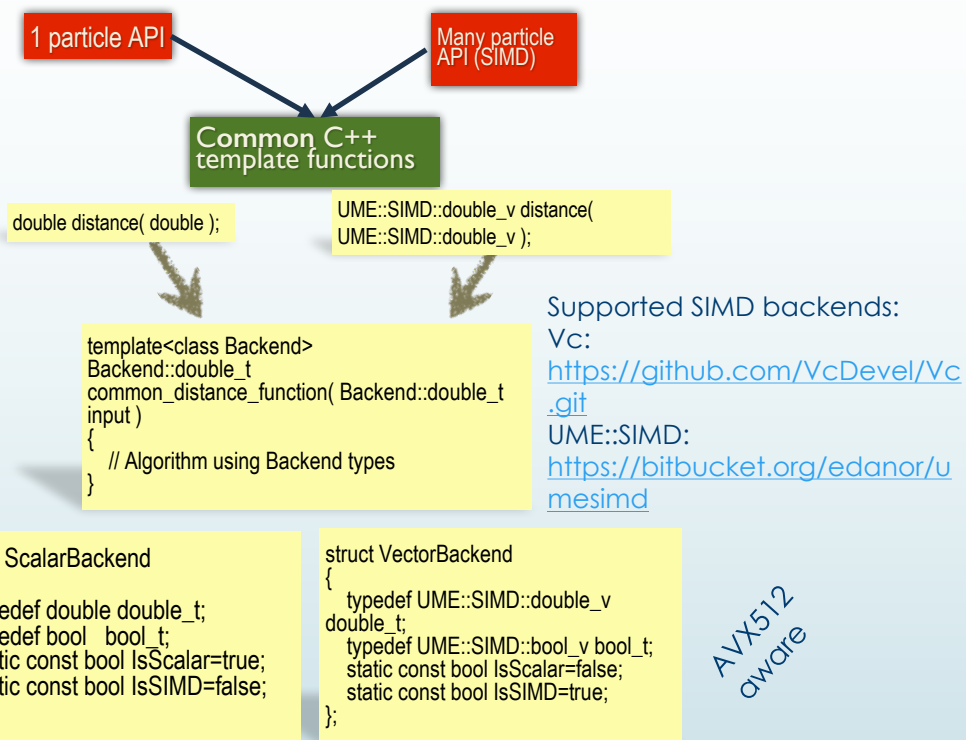 1 particle API
Many particle
API (SIMD)
Common C++
template functions
double distance( double );
UME::SIMD::double_v distance(
UME::SIMD::double_v );
template<class Backend>
Backend::double_t
common_distance_function( Backend::double_t
input )
{
// Algorithm using Backend types
}
Supported SIMD backends:
Vc:
https://github.com/VcDevel/Vc
.git
UME::SIMD:
https://bitbucket.org/edanor/u
mesimd
ScalarBackend
edef double double_t;
edef bool bool_t;
tic const bool IsScalar=true;
tic const bool IsSIMD=false;
struct VectorBackend
{
typedef UME::SIMD::double_v
double_t;
typedef UME::SIMD::bool_v bool_t;
static const bool IsScalar=false;
static const bool IsSIMD=true;
};
AVX512
aware